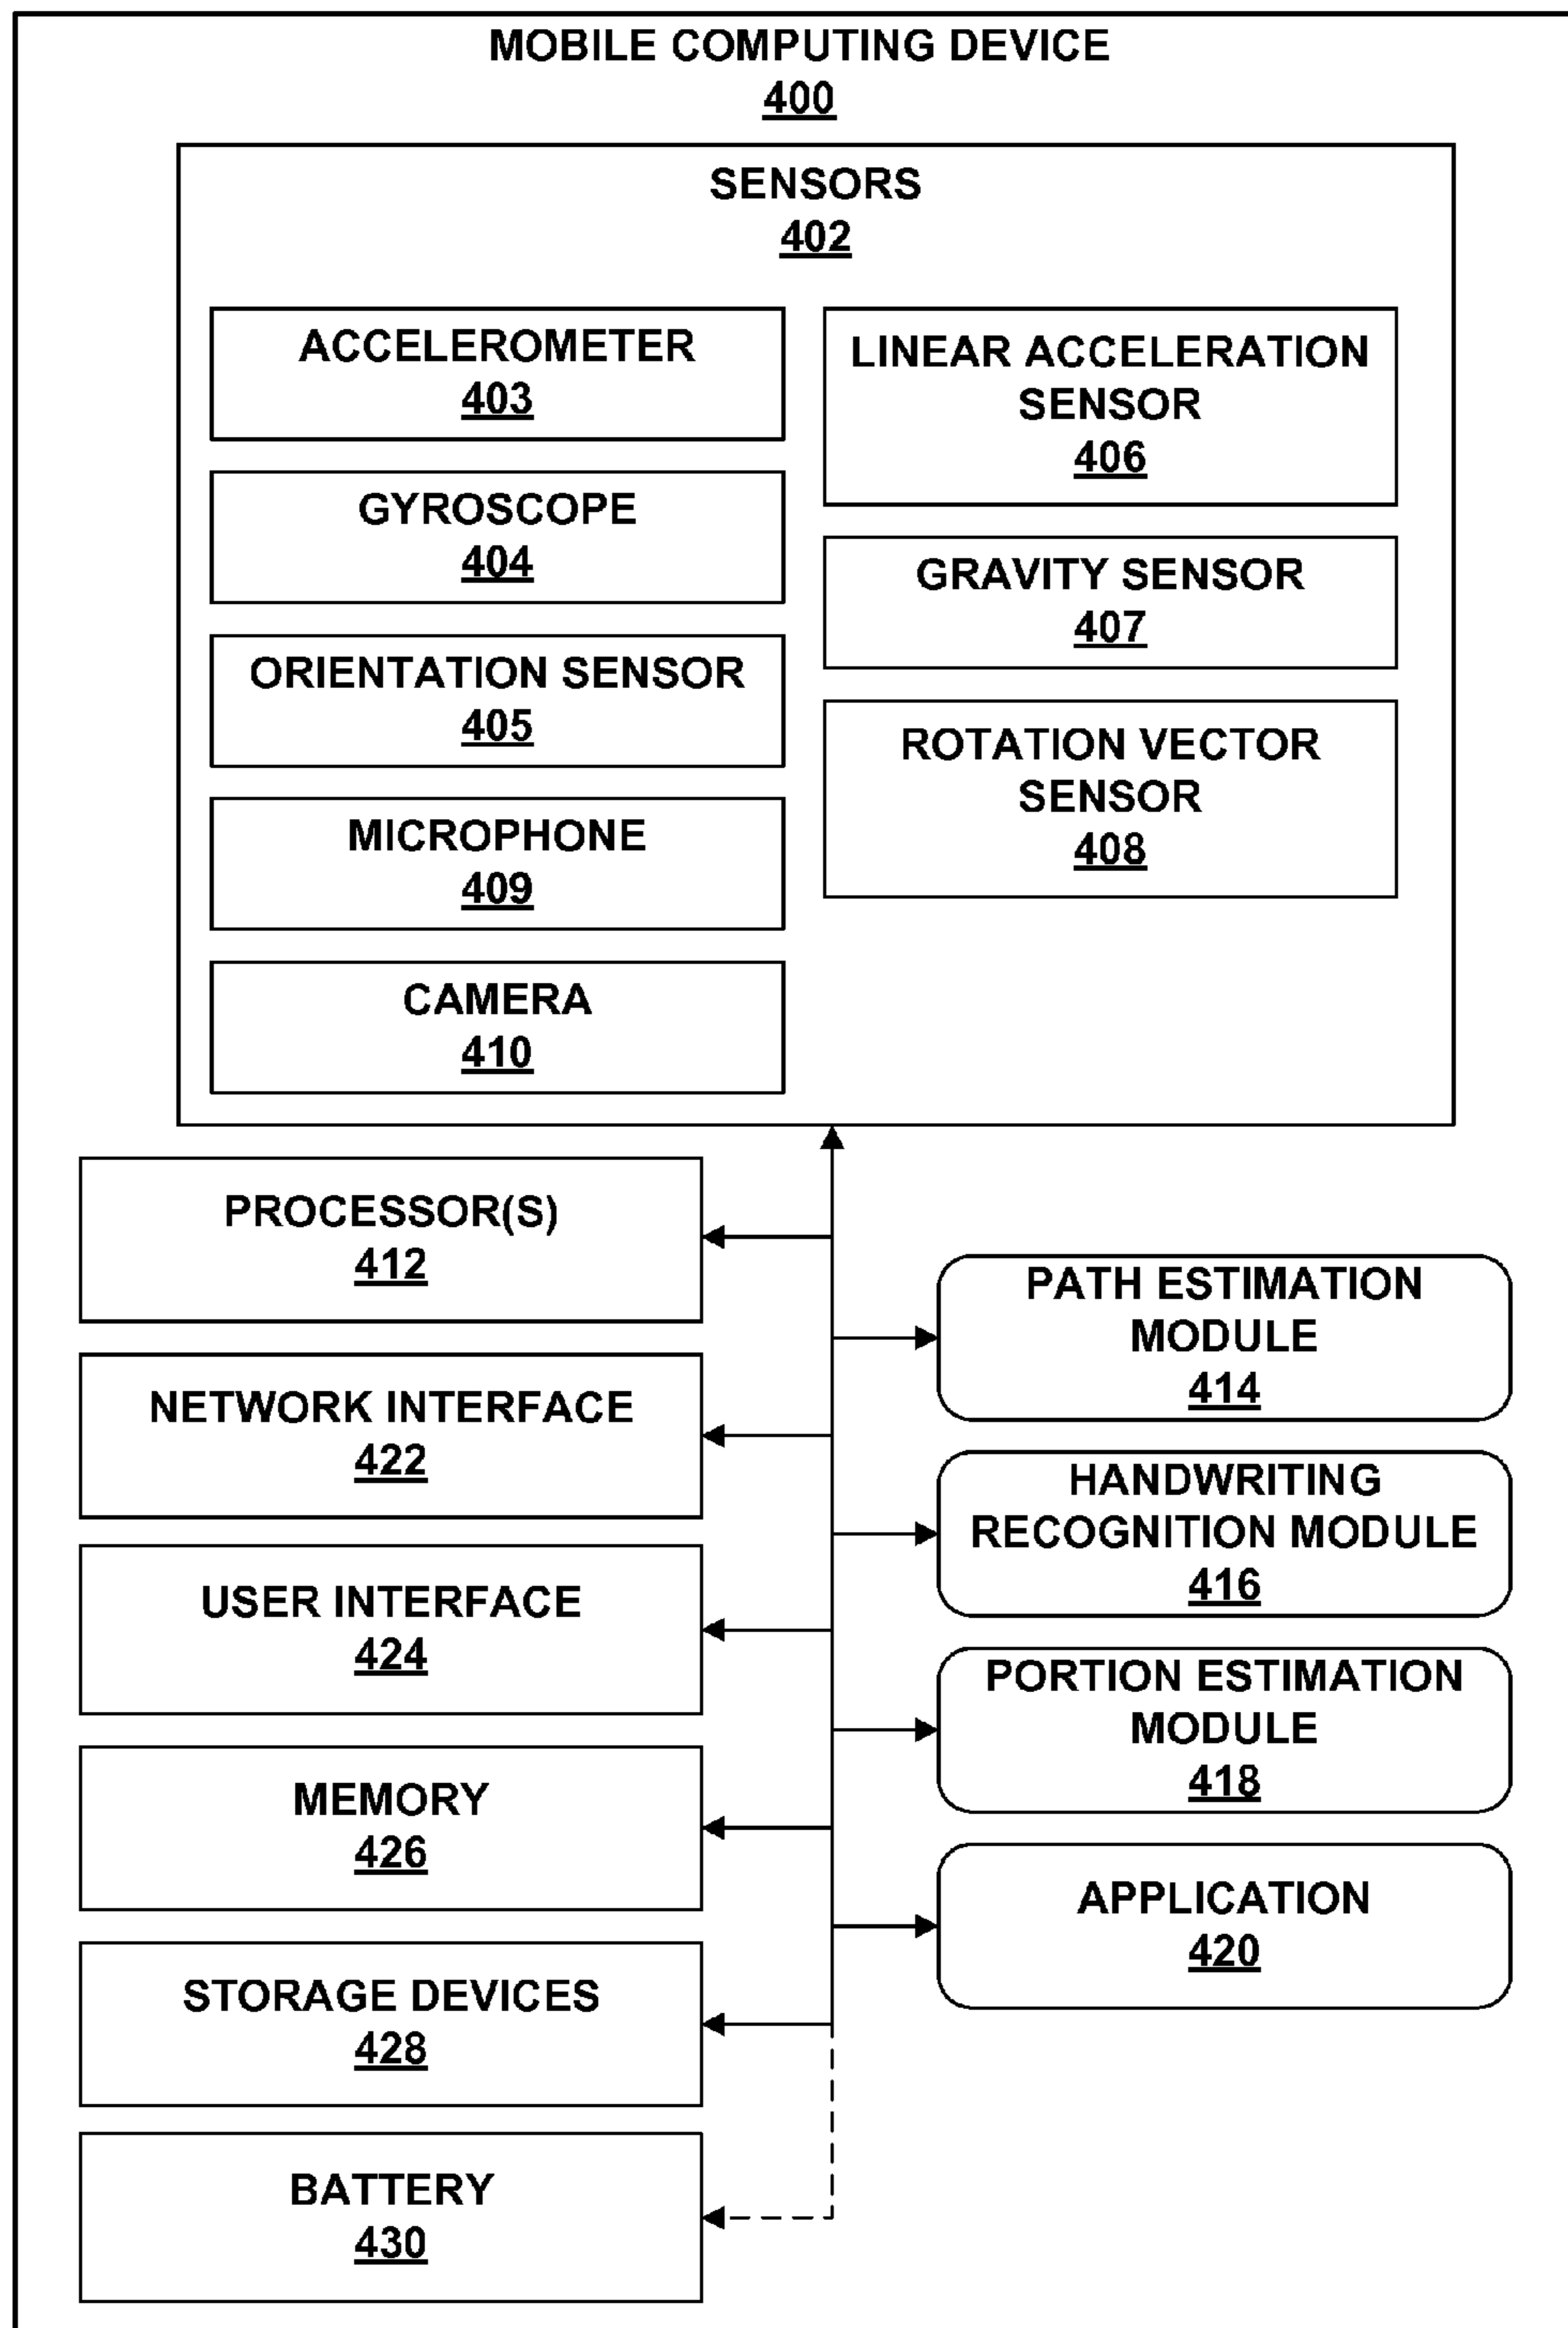 MOBILE COMPUTING DEVICE
400
SENSORS
402
ACCELEROMETER
403
GYROSCOPE
404
ORIENTATION SENSOR
405
MICROPHONE
409
CAMERA
410
LINEAR ACCELERATION
SENSOR
406
GRAVITY SENSOR
407
ROTATION VECTOR
SENSOR
408
PROCESSOR(S)
412
NETWORK INTERFACE
422
USER INTERFACE
424
MEMORY
426
STORAGE DEVICES
428
BATTERY
430
PATH ESTIMATION
MODULE
414
HANDWRITING
RECOGNITION MODULE
416
PORTION ESTIMATION
MODULE
418
APPLICATION
420